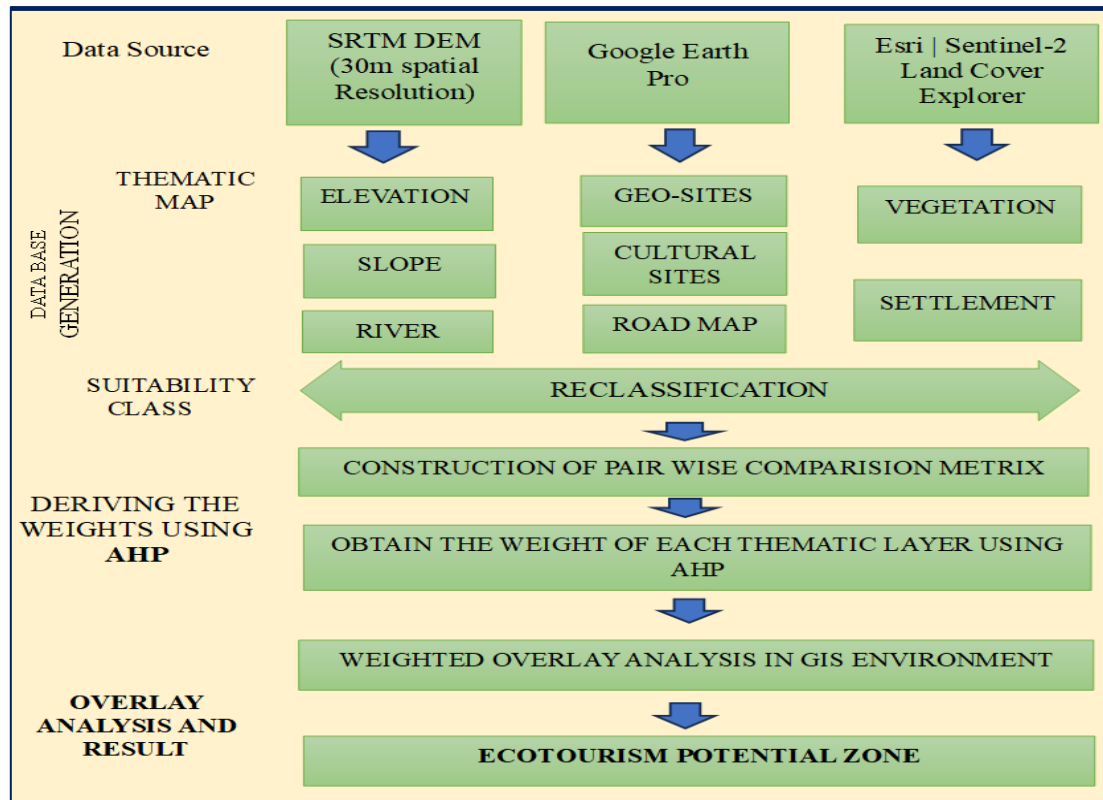 Data Source
SRTM DEM
(30m spatial
Resolution)
Google Earth
Pro
Esri | Sentinel-2
Land Cover
Explorer
THEMATIC
MAP
DATA BASE
GENERATION
ELEVATION
SLOPE
RIVER
GEO-SITES
CULTURAL
SITES
ROAD MAP
VEGETATION
SETTLEMENT
SUITABILITY
CLASS
RECLASSIFICATION
DERIVING THE
WEIGHTS USING
AHP
CONSTRUCTION OF PAIR WISE COMPARISION METRIX
OBTAIN THE WEIGHT OF EACH THEMATIC LAYER USING
AHP
WEIGHTED OVERLAY ANALYSIS IN GIS ENVIRONMENT
OVERLAY
ANALYSIS AND
RESULT
ECOTOURISM POTENTIAL ZONE